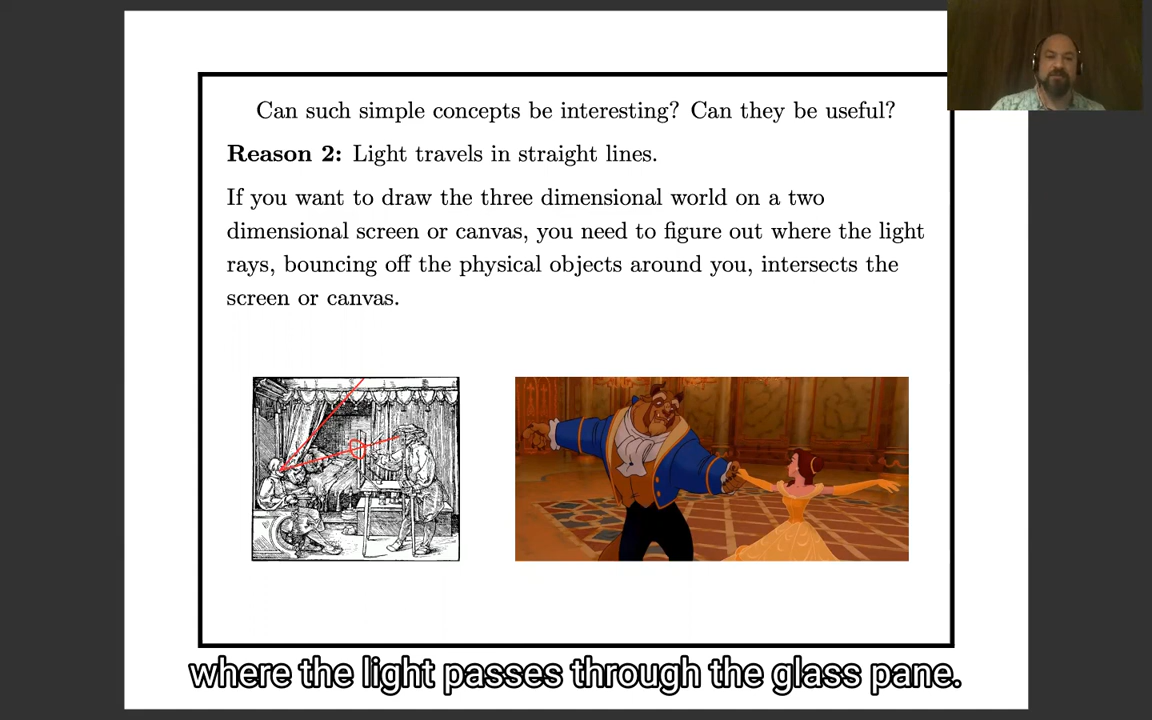 Can such simple concepts be interesting? Can they be useful?
Reason 2: Light travels in straight lines.
If you want to draw the three dimensional world on a two
dimensional screen or canvas, you need to figure out where the light
rays, bouncing off the physical objects around you, intersects the
screen or canvas.
where the light passes through the glass pane.